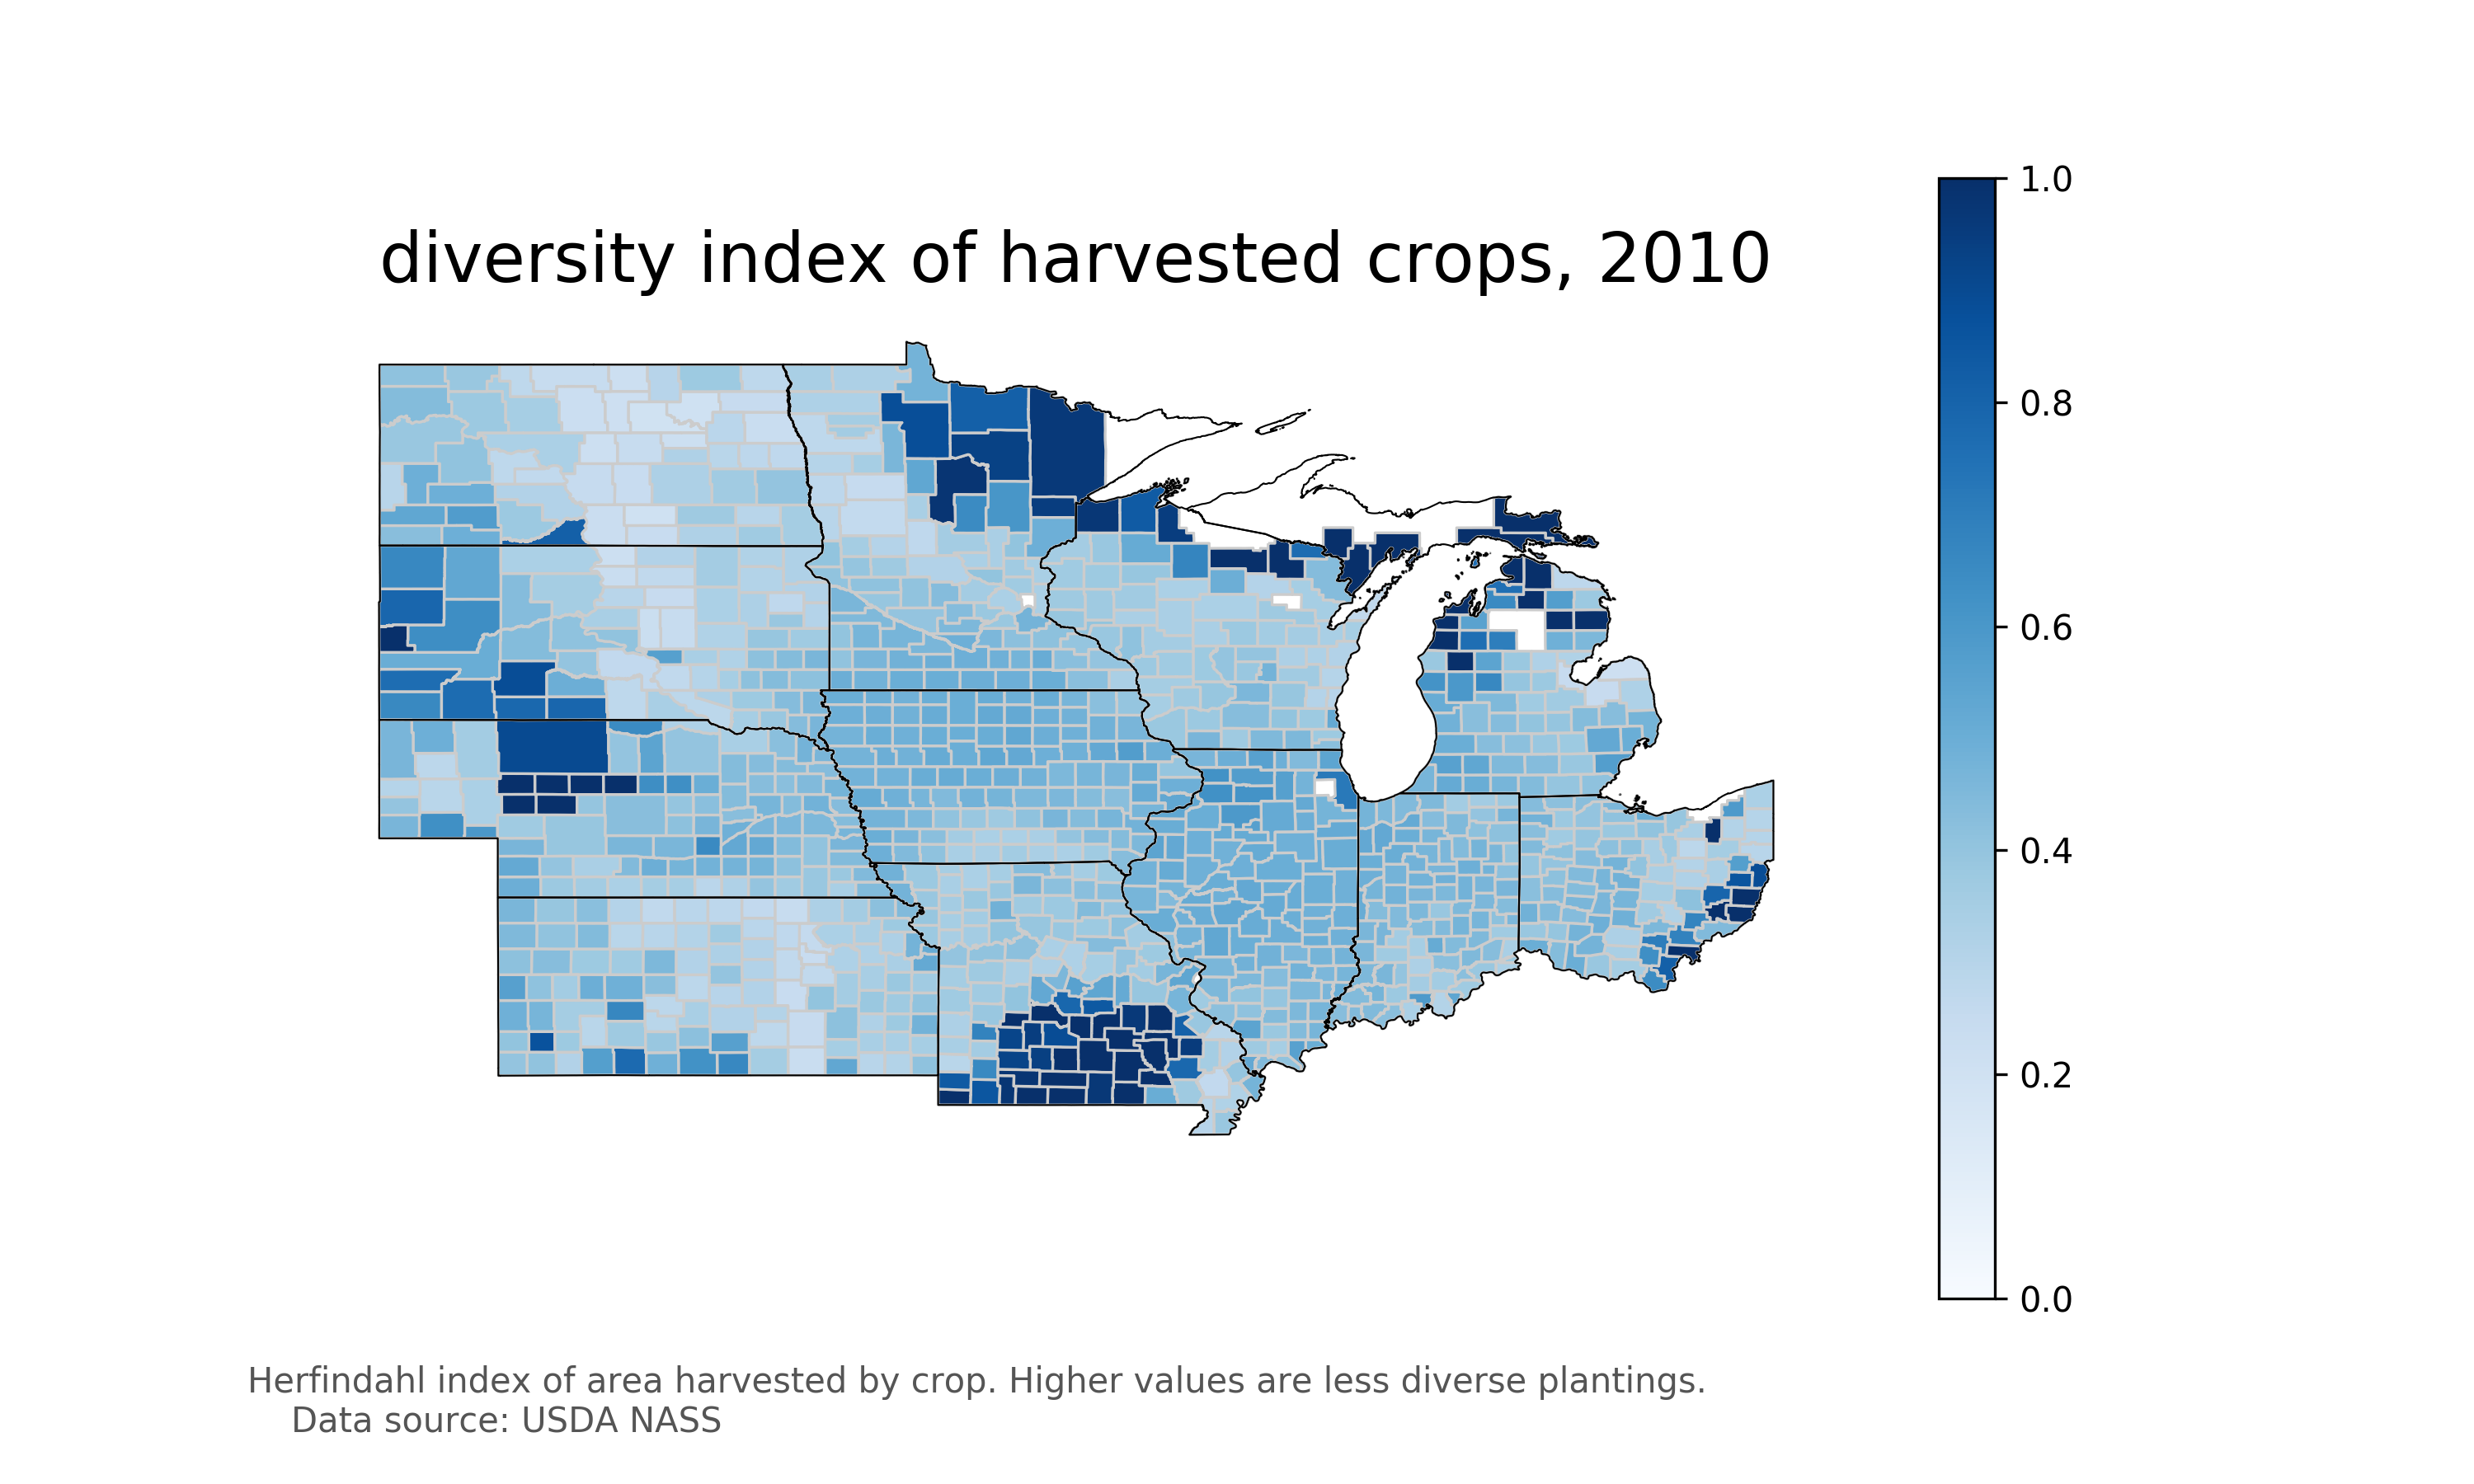 diversity index of harvested crops, 2010
1.0
0.8
0.6
0.4
0.2
0.0
Herfindahl index of area harvested by crop. Higher values are less diverse plantings.
Data source: USDA NASS